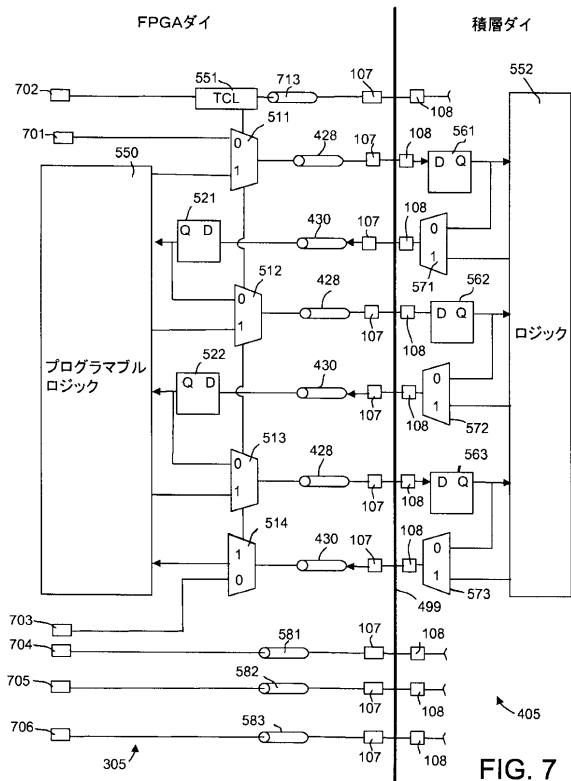 FPGAダイ 積層ダイ
702 551 TCL 713 107 108 552
701 511 0 1 428 107 108 561 D Q
550
521 Q D 430 107 108 0 1 571
512 0 1 428 107 108 562 D Q
プログラマブル
ロジック
ロジック
522 Q D 430 107 108 0 1 572
513 0 1 428 107 108 563 D Q
514 1 0 430 107 108 0 1 573
499
703
704 581 107 108
705 582 107 108
706 583 107 108
305 405
FIG. 7